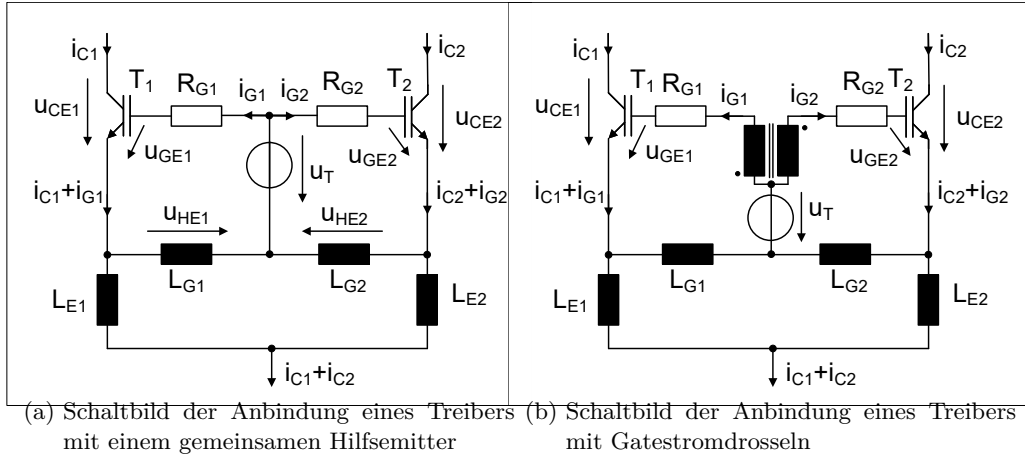 iC1
iC2
T1
RG1
iG1
iG2
RG2
T2
uCE1
uGE1
uGE2
uCE2
uT
iC1+iG1
iC2+iG2
uHE1
uHE2
LG1
LG2
LE1
LE2
iC1+iC2
(a) Schaltbild der Anbindung eines Treibers
mit einem gemeinsamen Hilfsemitter
iC1
iC2
T1
RG1
iG1
iG2
RG2
T2
uCE1
uGE1
uGE2
uCE2
iC1+iG1
uT
iC2+iG2
LG1
LG2
LE1
LE2
iC1+iC2
(b) Schaltbild der Anbindung eines Treibers
mit Gatestromdrosseln